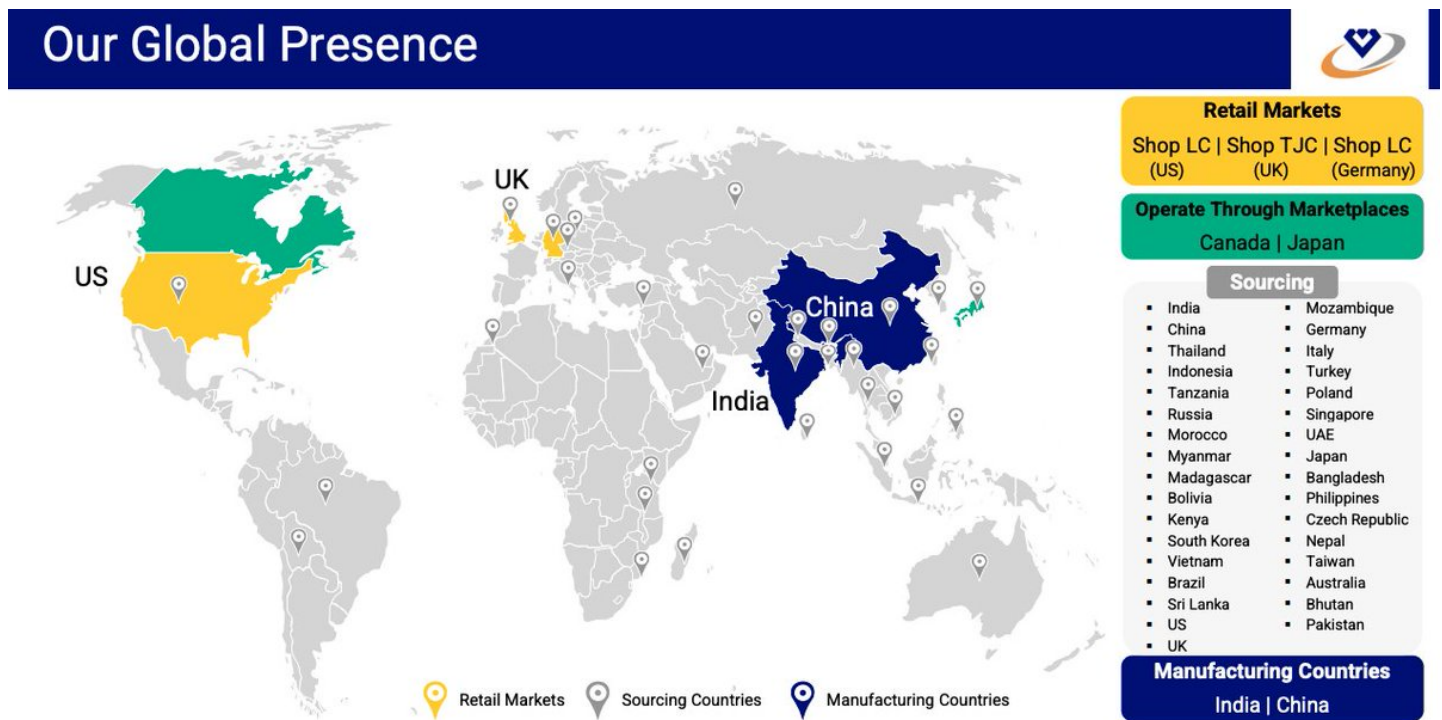 Our Global Presence
US
UK
China
India
Retail Markets
Shop LC | Shop TJC | Shop LC
(US) (UK) (Germany)
Operate Through Marketplaces
Canada | Japan
Sourcing
▪ India
▪ China
▪ Thailand
▪ Indonesia
▪ Tanzania
▪ Russia
▪ Morocco
▪ Myanmar
▪ Madagascar
▪ Bolivia
▪ Kenya
▪ South Korea
▪ Vietnam
▪ Brazil
▪ Sri Lanka
▪ US
▪ UK
▪ Mozambique
▪ Germany
▪ Italy
▪ Turkey
▪ Poland
▪ Singapore
▪ UAE
▪ Japan
▪ Bangladesh
▪ Philippines
▪ Czech Republic
▪ Nepal
▪ Taiwan
▪ Australia
▪ Bhutan
▪ Pakistan
Manufacturing Countries
India | China
Retail Markets
Sourcing Countries
Manufacturing Countries